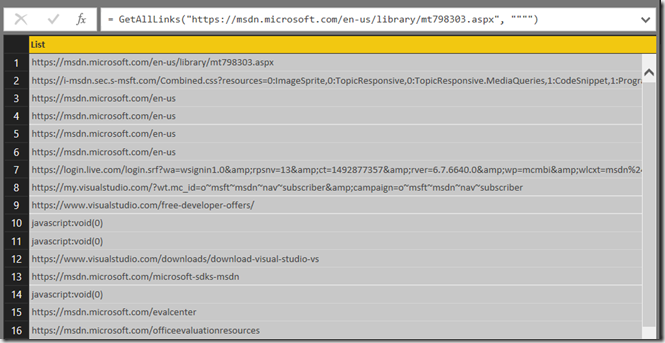 fx = GetAllLinks("https://msdn.microsoft.com/en-us/library/mt798303.aspx", """")
List
1 https://msdn.microsoft.com/en-us/library/mt798303.aspx
2 https://i-msdn.sec.s-msft.com/Combined.css?resources=0:ImageSprite,0:TopicResponsive,0:TopicResponsive.MediaQueries,1:CodeSnippet,1:Progr
3 https://msdn.microsoft.com/en-us
4 https://msdn.microsoft.com/en-us
5 https://msdn.microsoft.com/en-us
6 https://msdn.microsoft.com/en-us
7 https://login.live.com/login.srf?wa=wsignin1.0&amp;rpsnv=13&amp;ct=1492877357&amp;rver=6.7.6640.0&amp;wp=mcmbi&amp;wlcxt=msdn%24
8 https://my.visualstudio.com/?wt.mc_id=o~msft~msdn~nav~subscriber&amp;campaign=o~msft~msdn~nav~subscriber
9 https://www.visualstudio.com/free-developer-offers/
10 javascript:void(0)
11 javascript:void(0)
12 https://www.visualstudio.com/downloads/download-visual-studio-vs
13 https://msdn.microsoft.com/microsoft-sdks-msdn
14 javascript:void(0)
15 https://msdn.microsoft.com/evalcenter
16 https://msdn.microsoft.com/officeevaluationresources